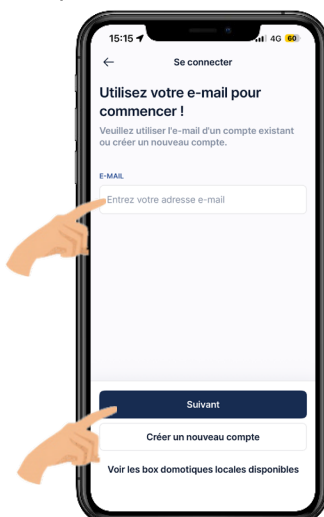 15:15 4G 60
Se connecter
Utilisez votre e-mail pour
commencer !
Veuillez utiliser l'e-mail d'un compte existant
ou créer un nouveau compte.
E-MAIL
Entrez votre adresse e-mail
Suivant
Créer un nouveau compte
Voir les box domotiques locales disponibles